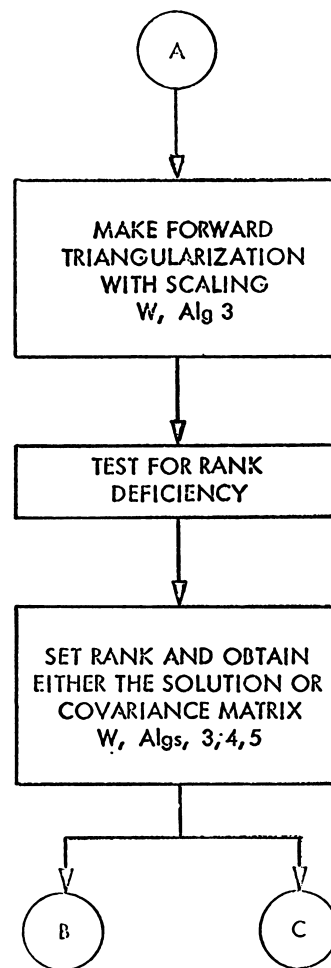 A
MAKE FORWARD
TRIANGULARIZATION
WITH SCALING
W, Alg 3
TEST FOR RANK
DEFICIENCY
SET RANK AND OBTAIN
EITHER THE SOLUTION OR
COVARIANCE MATRIX
W, Algs, 3,4,5
B
C